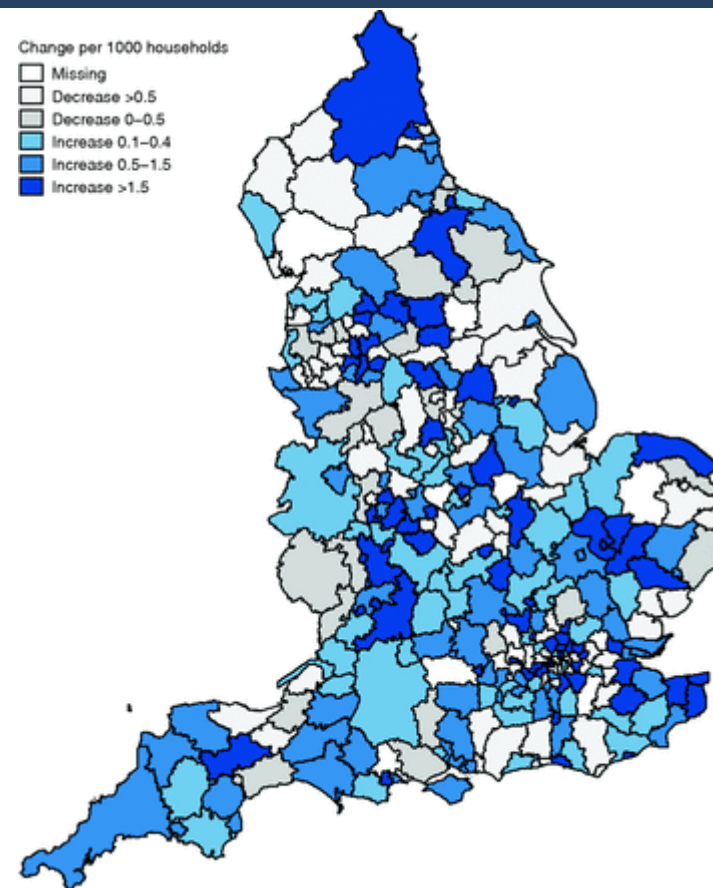 Change per 1000 households
Missing
Decrease >0.5
Decrease 0–0.5
Increase 0.1–0.4
Increase 0.5–1.5
Increase >1.5